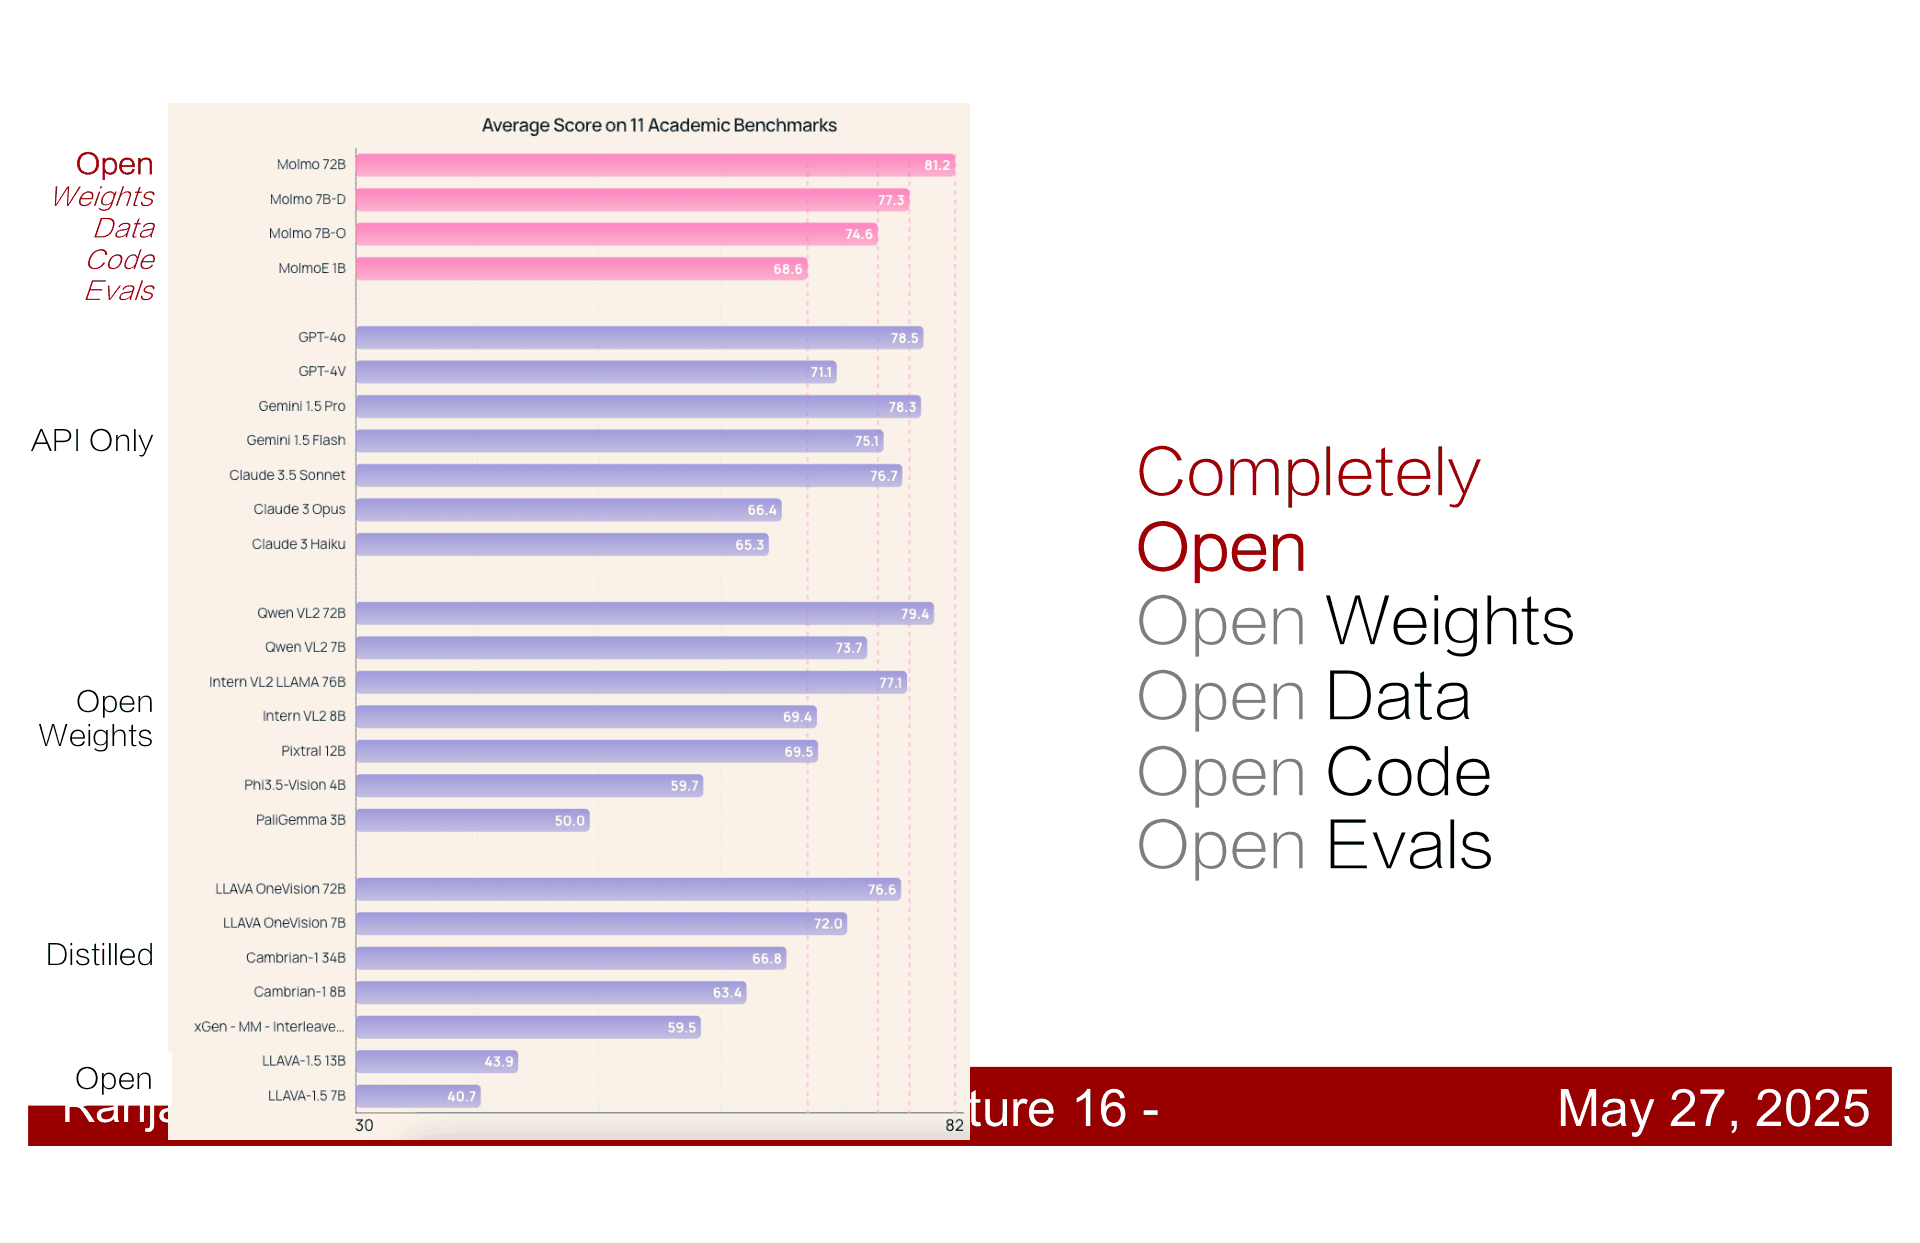 Average Score on 11 Academic Benchmarks
Open
Weights
Data
Code
Evals
Molmo 72B 81.2
Molmo 7B-D 77.3
Molmo 7B-O 74.6
MolmoE 1B 68.6
API Only
GPT-4o 78.5
GPT-4V 71.1
Gemini 1.5 Pro 78.3
Gemini 1.5 Flash 75.1
Claude 3.5 Sonnet 76.7
Claude 3 Opus 66.4
Claude 3 Haiku 65.3
Open
Weights
Qwen VL2 72B 79.4
Qwen VL2 7B 73.7
Intern VL2 LLAMA 76B 77.1
Intern VL2 8B 69.4
Pixtral 12B 69.5
Phi3.5-Vision 4B 59.7
PaliGemma 3B 50.0
Distilled
LLAVA OneVision 72B 76.6
LLAVA OneVision 7B 72.0
Cambrian-1 34B 66.8
Cambrian-1 8B 63.4
xGen - MM - Interleave... 59.5
Open
LLAVA-1.5 13B 43.9
LLAVA-1.5 7B 40.7
30 82
Completely
Open
Open Weights
Open Data
Open Code
Open Evals
ture 16 -
May 27, 2025